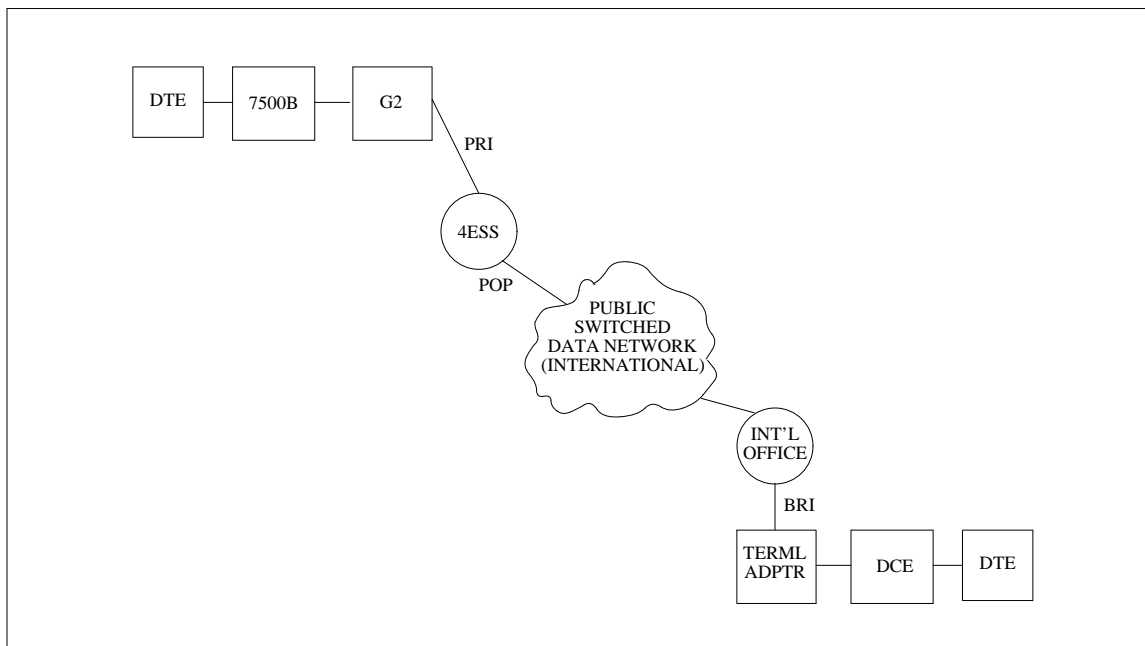 DTE
7500B
G2
PRI
4ESS
POP
PUBLIC
SWITCHED
DATA NETWORK
(INTERNATIONAL)
INT'L
OFFICE
BRI
TERML
ADPTR
DCE
DTE